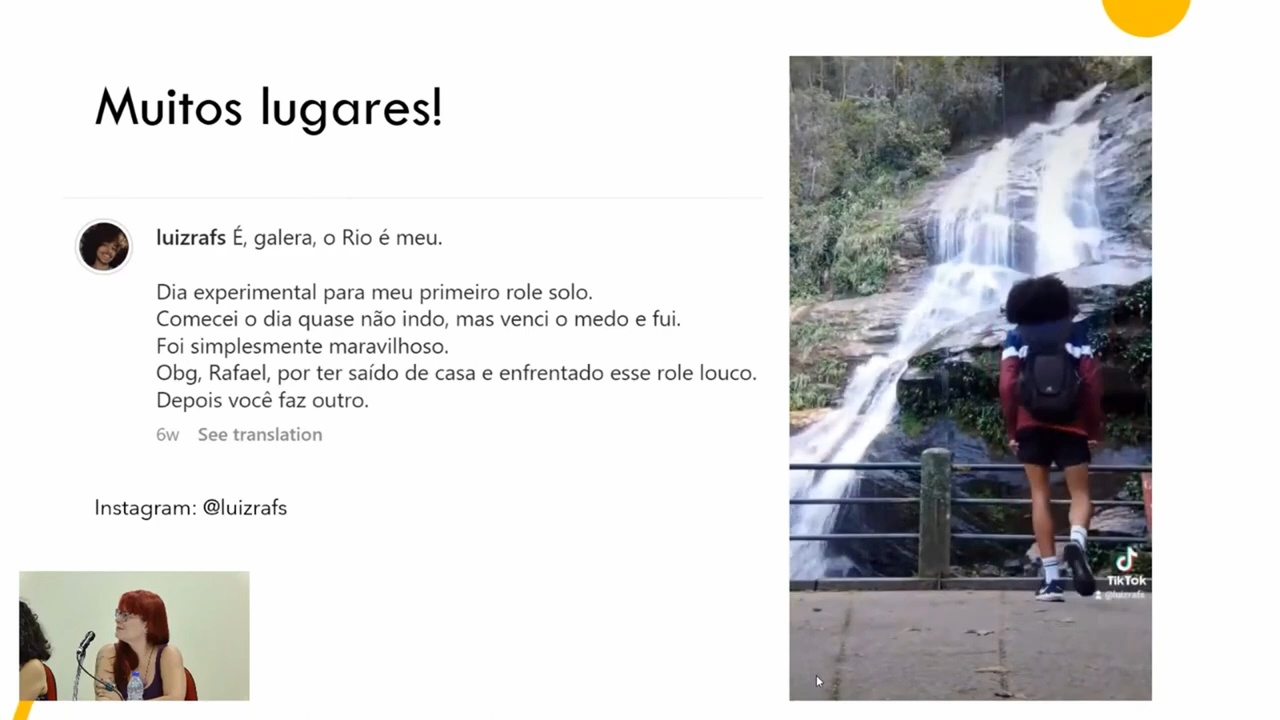 Muitos lugares!
luizrafs É, galera, o Rio é meu.
Dia experimental para meu primeiro role solo.
Comecei o dia quase não indo, mas venci o medo e fui.
Foi simplesmente maravilhoso.
Obg, Rafael, por ter saído de casa e enfrentado esse role louco.
Depois você faz outro.
6w See translation
Instagram: @luizrafs
TikTok
@luizrafs